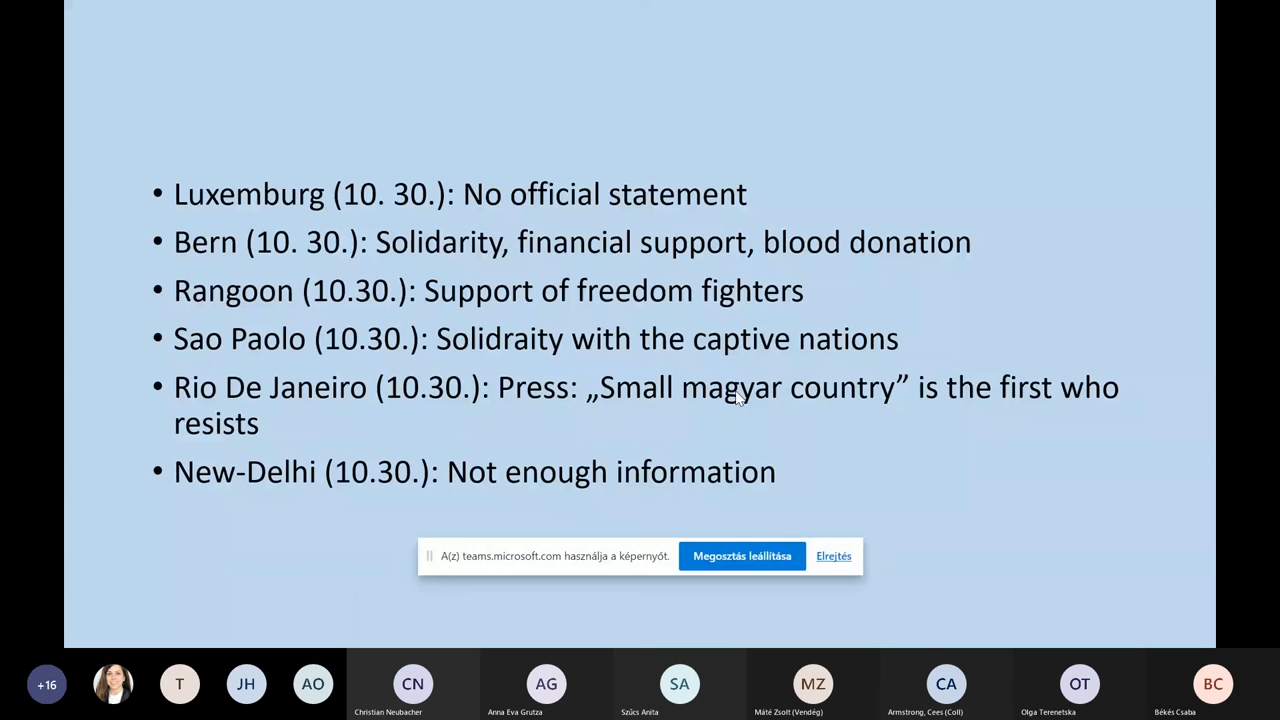 • Luxemburg (10. 30.): No official statement
• Bern (10. 30.): Solidarity, financial support, blood donation
• Rangoon (10.30.): Support of freedom fighters
• Sao Paolo (10.30.): Solidraity with the captive nations
• Rio De Janeiro (10.30.): Press: „Small magyar country” is the first who
resists
• New-Delhi (10.30.): Not enough information
A(z) teams.microsoft.com használja a képernyőt. Megosztás leállítása Elrejtés
+16 T JH AO CN AG SA MZ CA OT BC
Christian Neubacher Anna Eva Grutza Szűcs Anita Máté Zsolt (Vendég) Armstrong, Cees (Coll) Olga Terenetska Békés Csaba